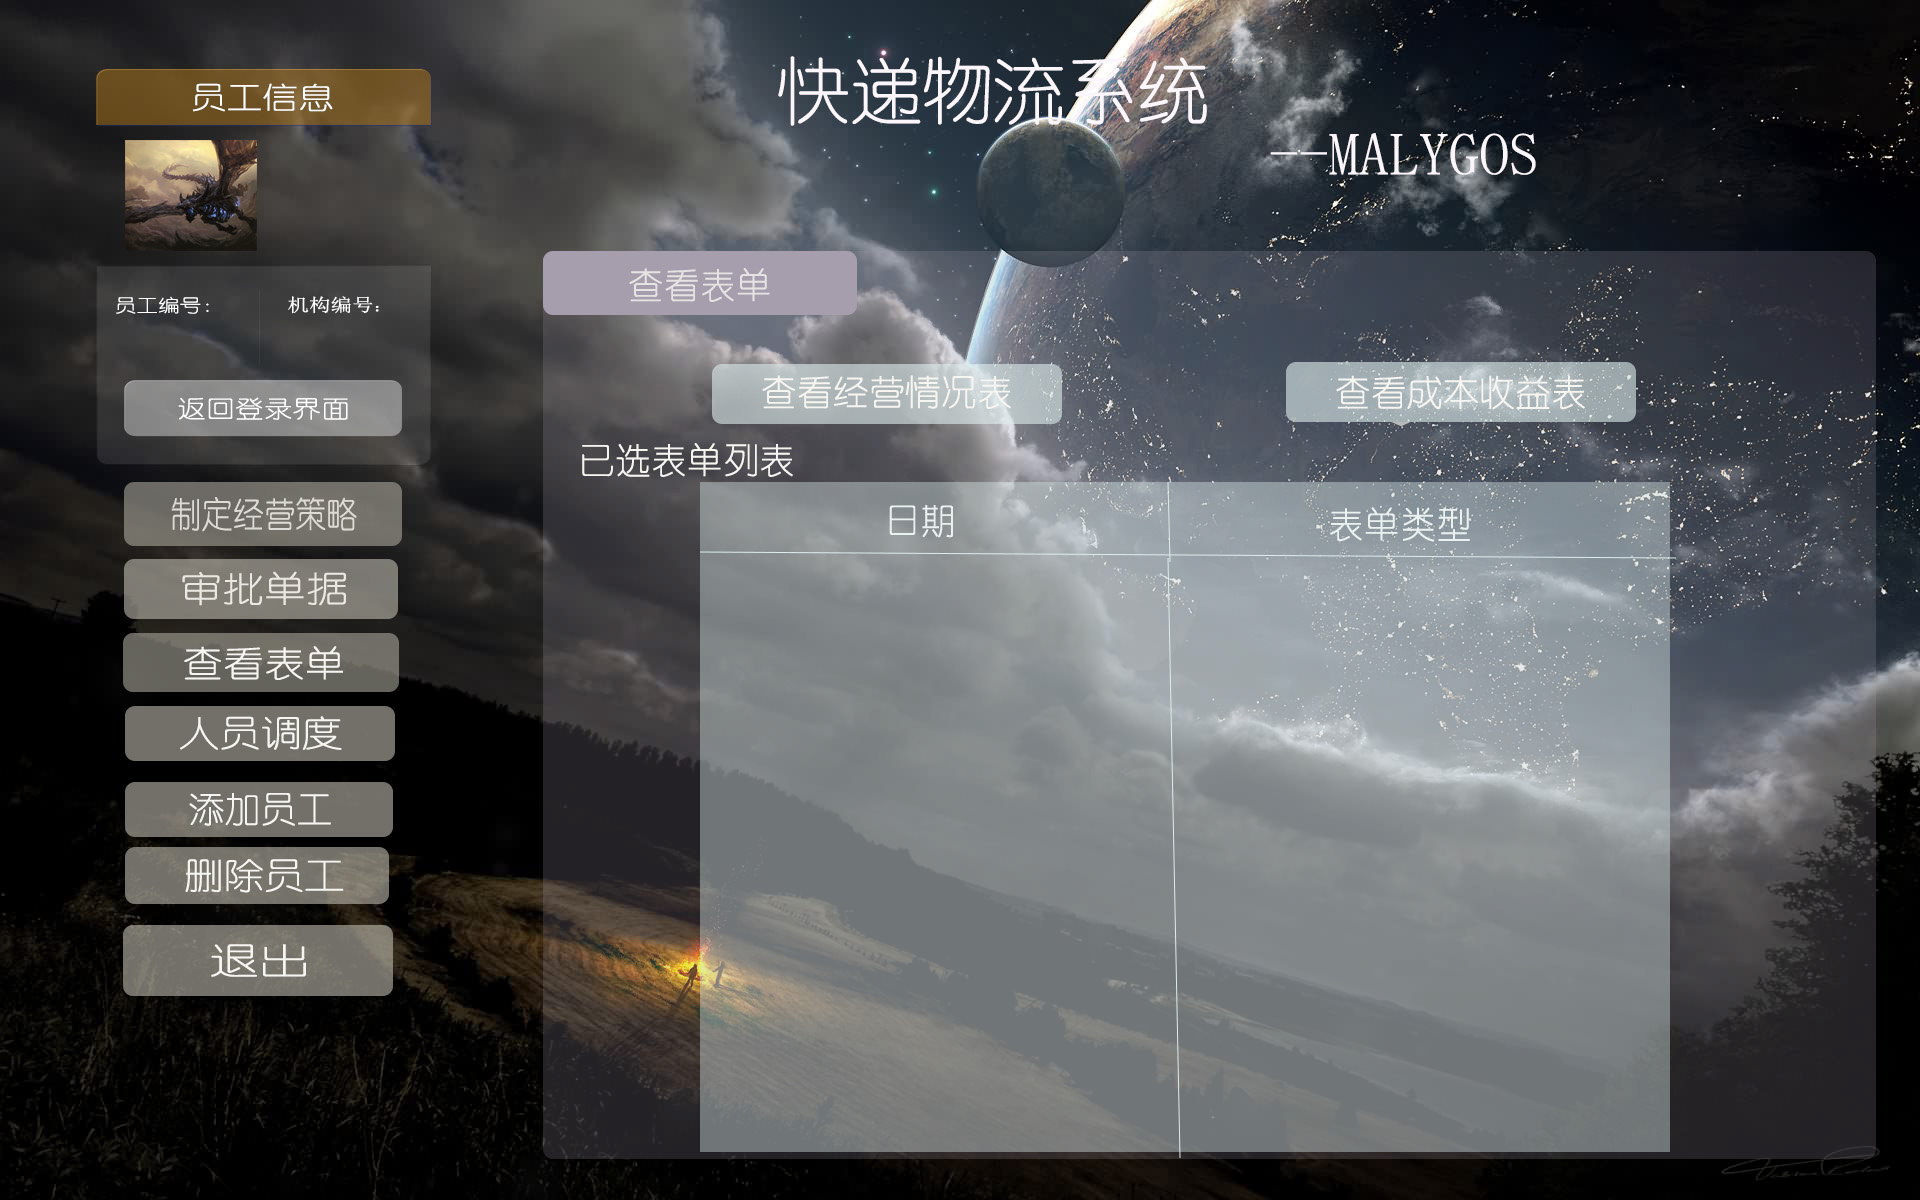 快递物流系统
——MALYGOS
员工信息
员工编号：
机构编号：
返回登录界面
制定经营策略
审批单据
查看表单
人员调度
添加员工
删除员工
退出
查看表单
查看经营情况表
查看成本收益表
已选表单列表
日期
表单类型